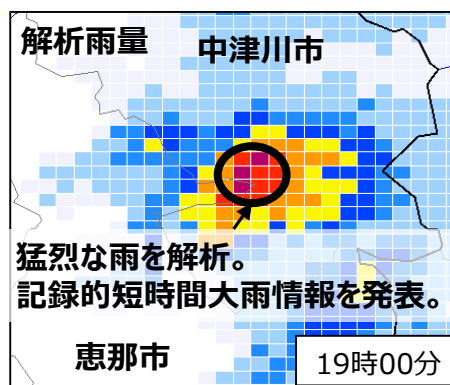 解析雨量
中津川市
猛烈な雨を解析。
記録的短時間大雨情報を発表。
恵那市
19時00分